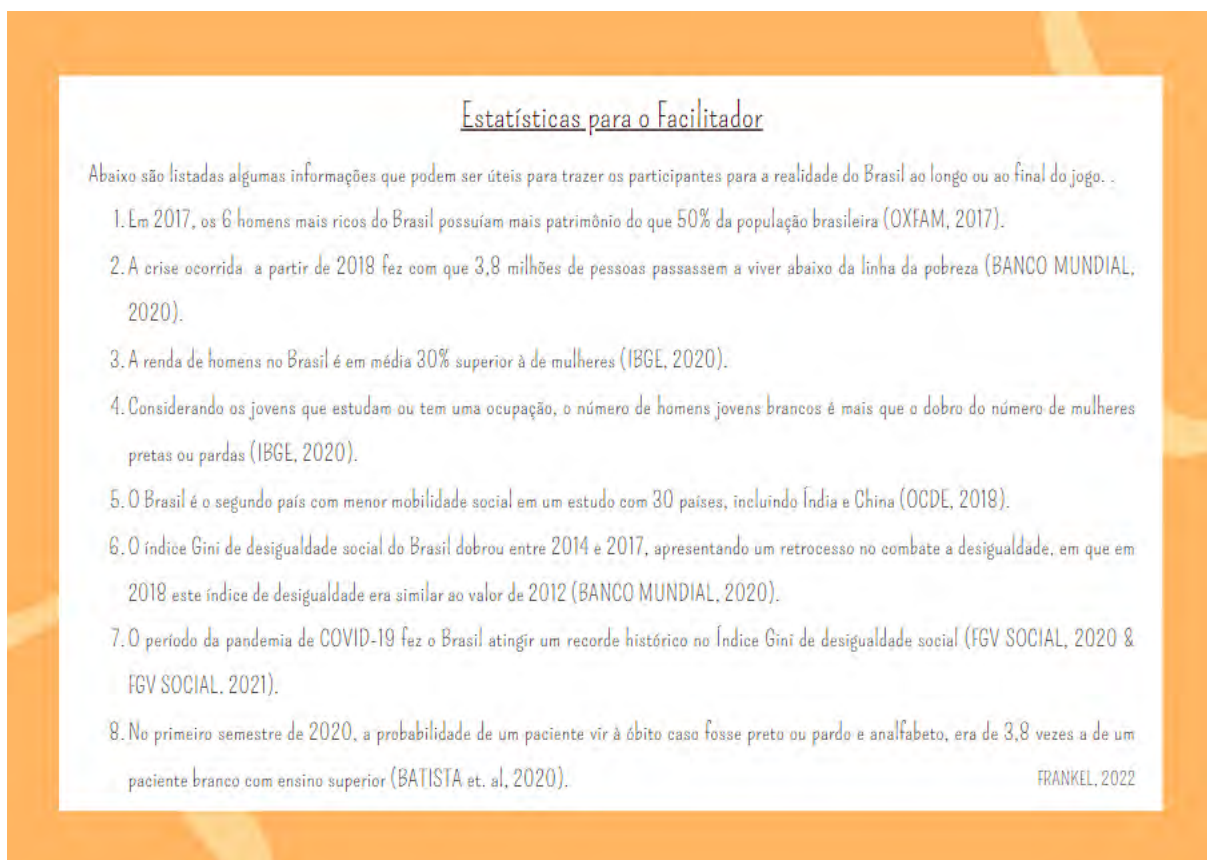 Estatísticas para o Facilitador
Abaixo são listadas algumas informações que podem ser úteis para trazer os participantes para a realidade do Brasil ao longo ou ao final do jogo. .
1. Em 2017, os 6 homens mais ricos do Brasil possuíam mais patrimônio do que 50% da população brasileira (OXFAM, 2017).
2. A crise ocorrida a partir de 2018 fez com que 3,8 milhões de pessoas passassem a viver abaixo da linha da pobreza (BANCO MUNDIAL,
2020).
3. A renda de homens no Brasil é em média 30% superior à de mulheres (IBGE, 2020).
4. Considerando os jovens que estudam ou tem uma ocupação, o número de homens jovens brancos é mais que o dobro do número de mulheres
pretas ou pardas (IBGE, 2020).
5. O Brasil é o segundo país com menor mobilidade social em um estudo com 30 países, incluindo Índia e China (OCDE, 2018).
6. O índice Gini de desigualdade social do Brasil dobrou entre 2014 e 2017, apresentando um retrocesso no combate a desigualdade, em que em
2018 este índice de desigualdade era similar ao valor de 2012 (BANCO MUNDIAL, 2020).
7. O período da pandemia de COVID-19 fez o Brasil atingir um recorde histórico no Índice Gini de desigualdade social (FGV SOCIAL, 2020 &
FGV SOCIAL, 2021).
8. No primeiro semestre de 2020, a probabilidade de um paciente vir à óbito caso fosse preto ou pardo e analfabeto, era de 3,8 vezes a de um
paciente branco com ensino superior (BATISTA et. al, 2020).
FRANKEL, 2022